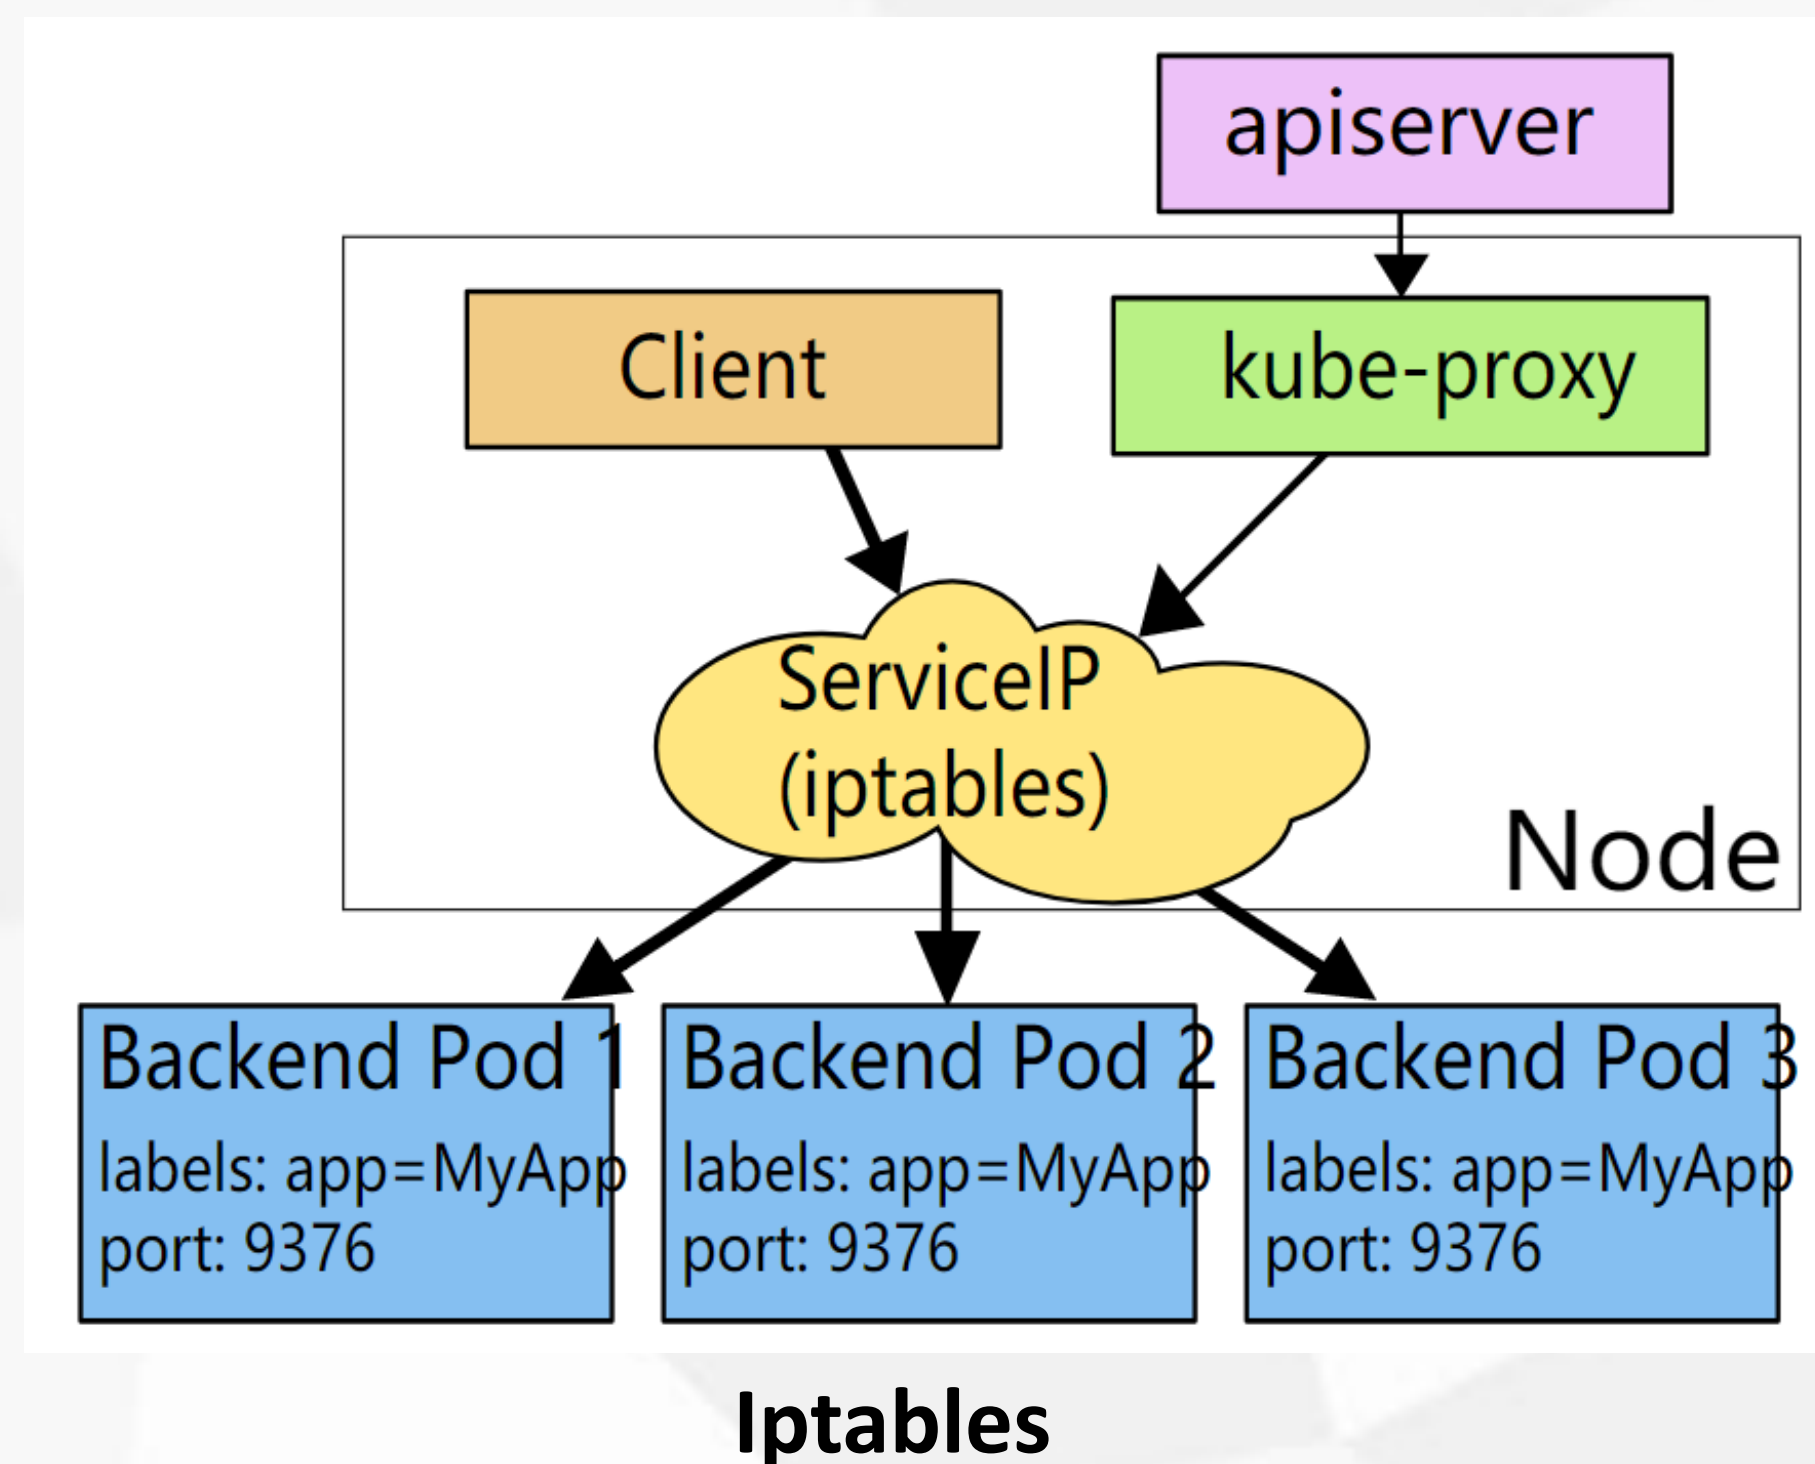 apiserver
Client
kube-proxy
ServiceIP
(iptables)
Node
Backend Pod 1
labels: app=MyApp
port: 9376
Backend Pod 2
labels: app=MyApp
port: 9376
Backend Pod 3
labels: app=MyApp
port: 9376
Iptables